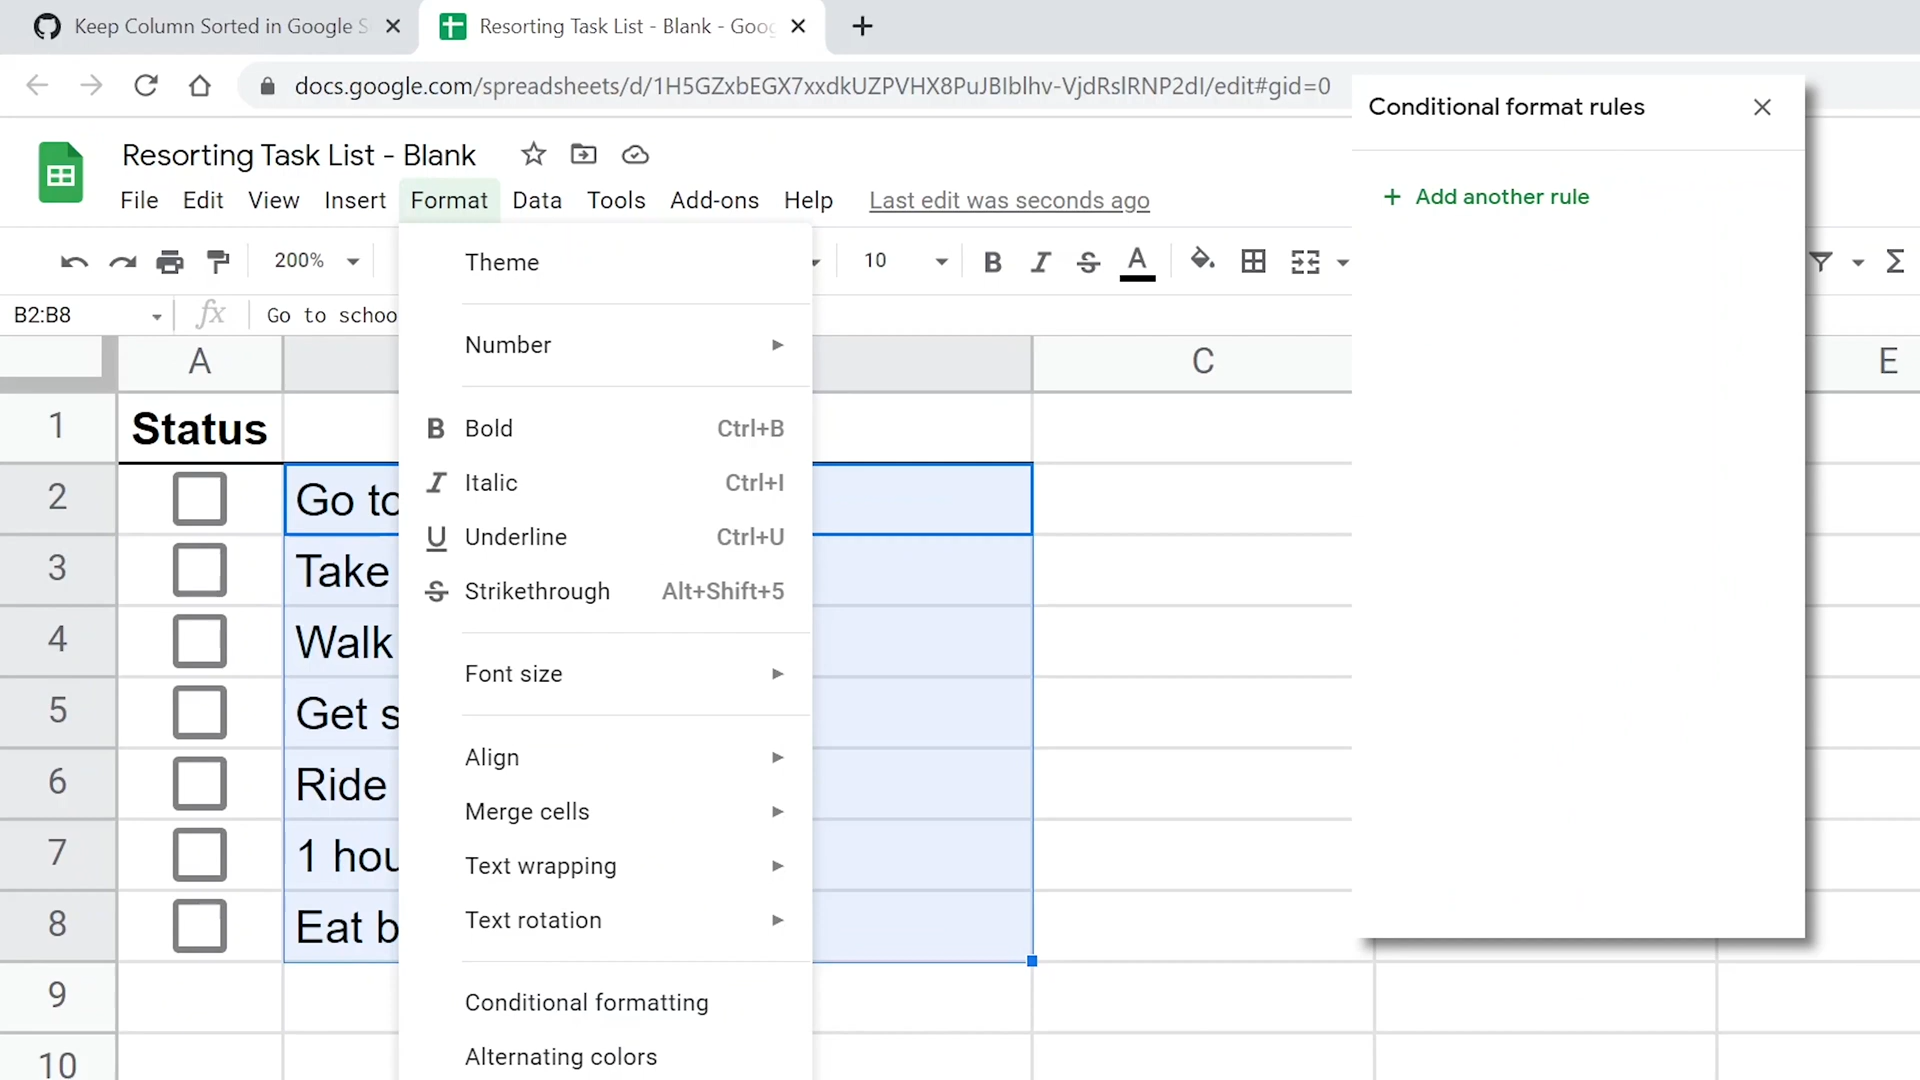 Keep Column Sorted in Google S
Resorting Task List - Blank - Goog
docs.google.com/spreadsheets/d/1H5GZxbEGX7xxdkUZPVHX8PuJBIblhv-VjdRslRNP2dI/edit#gid=0
Resorting Task List - Blank
File Edit View Insert Format Data Tools Add-ons Help Last edit was seconds ago
200% 10 B I S A Σ
B2:B8 fx Go to schoo
A C E
1 Status
2 Go to
3 Take
4 Walk
5 Get s
6 Ride
7 1 hou
8 Eat b
9
10
Theme
Number
B Bold Ctrl+B
I Italic Ctrl+I
U Underline Ctrl+U
S Strikethrough Alt+Shift+5
Font size
Align
Merge cells
Text wrapping
Text rotation
Conditional formatting
Alternating colors
Conditional format rules
+ Add another rule